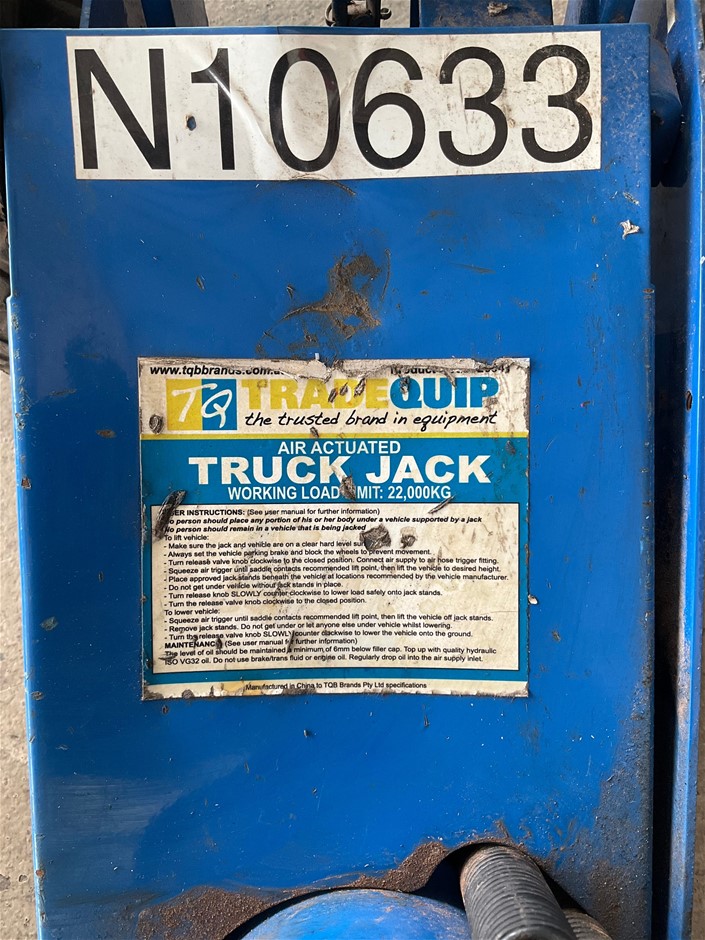 N10633
www.tqbbrands.com.a
TQ TRADEQUIP
the trusted brand in equipment
AIR ACTUATED
TRUCK JACK
WORKING LOAD LIMIT: 22,000KG
USER INSTRUCTIONS: (See user manual for further information)
No person should place any portion of his or her body under a vehicle supported by a jack
No person should remain in a vehicle that is being jacked
To lift vehicle:
- Make sure the jack and vehicle are on a clear hard level
- Always set the vehicle parking brake and block the wheels to prevent movement.
- Turn release valve knob clockwise to the closed position. Connect air supply to air hose trigger fitting.
- Squeeze air trigger until saddle contacts recommended lift point, then lift the vehicle to desired height.
- Place approved jack stands beneath the vehicle at locations recommended by the vehicle manufacturer.
- Do not get under vehicle without jack stands in place.
- Turn release knob SLOWLY counter clockwise to lower load safely onto jack stands.
- Turn the release valve knob clockwise to the closed position.
To lower vehicle:
- Squeeze air trigger until saddle contacts recommended lift point, then lift the vehicle off jack stands.
- Remove jack stands. Do not get under or let anyone else under vehicle whilst lowering.
- Turn the release valve knob SLOWLY counter clockwise to lower the vehicle onto the ground.
MAINTENANCE (See user manual for further information)
The level of oil should be maintained a minimum of 6mm below filler cap. Top up with quality hydraulic
ISO VG32 oil. Do not use brake/trans fluid or engine oil. Regularly drop oil into the air supply inlet.
Manufactured in China to TQB Brands Pty Ltd specifications